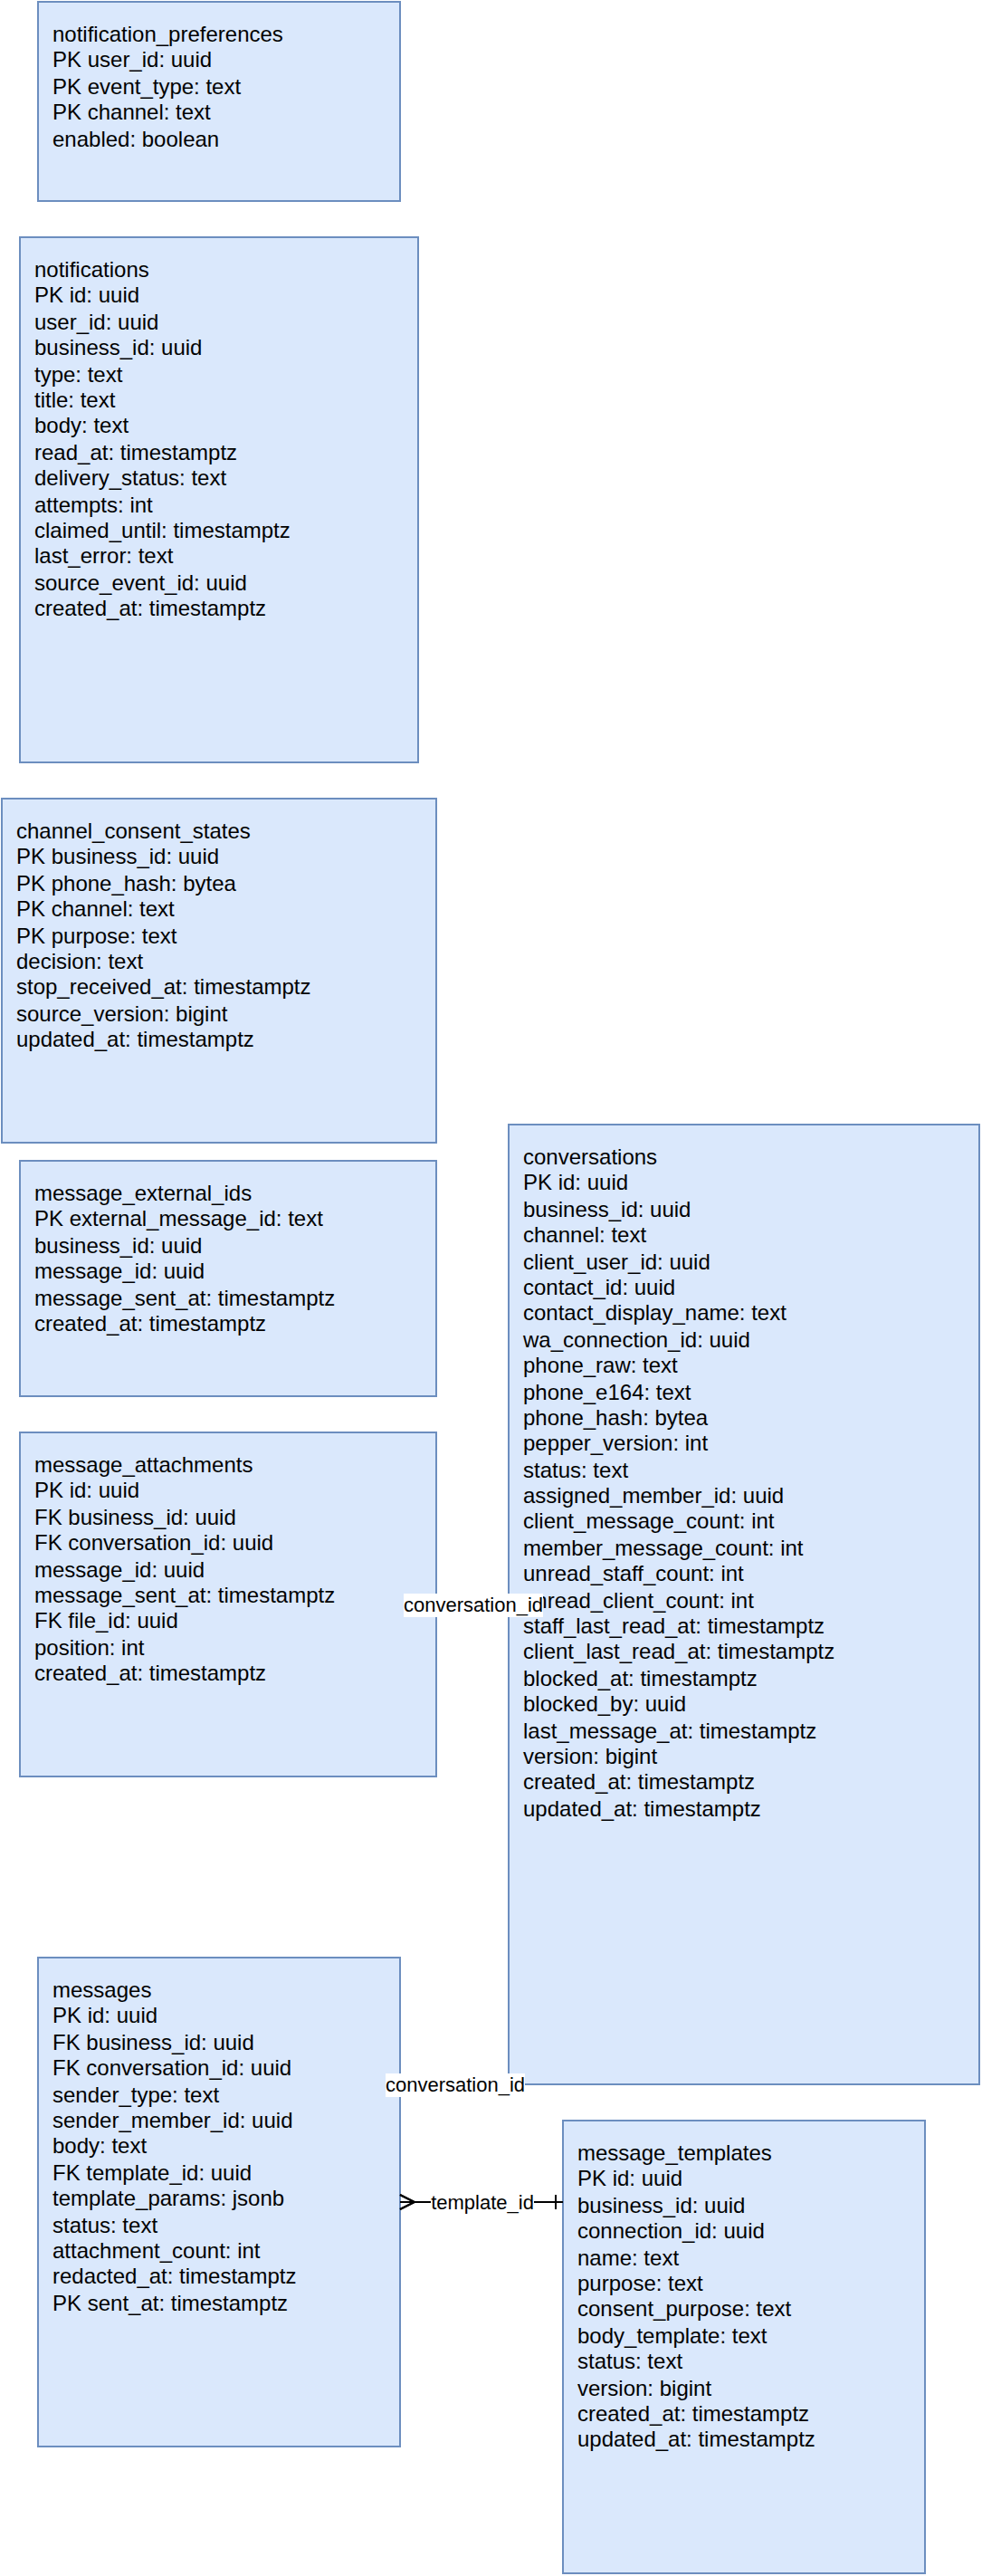 notification_preferences
PK user_id: uuid
PK event_type: text
PK channel: text
enabled: boolean
notifications
PK id: uuid
user_id: uuid
business_id: uuid
type: text
title: text
body: text
read_at: timestamptz
delivery_status: text
attempts: int
claimed_until: timestamptz
last_error: text
source_event_id: uuid
created_at: timestamptz
channel_consent_states
PK business_id: uuid
PK phone_hash: bytea
PK channel: text
PK purpose: text
decision: text
stop_received_at: timestamptz
source_version: bigint
updated_at: timestamptz
message_external_ids
PK external_message_id: text
business_id: uuid
message_id: uuid
message_sent_at: timestamptz
created_at: timestamptz
message_attachments
PK id: uuid
FK business_id: uuid
FK conversation_id: uuid
message_id: uuid
message_sent_at: timestamptz
FK file_id: uuid
position: int
created_at: timestamptz
conversation_id
conversations
PK id: uuid
business_id: uuid
channel: text
client_user_id: uuid
contact_id: uuid
contact_display_name: text
wa_connection_id: uuid
phone_raw: text
phone_e164: text
phone_hash: bytea
pepper_version: int
status: text
assigned_member_id: uuid
client_message_count: int
member_message_count: int
unread_staff_count: int
nread_client_count: int
staff_last_read_at: timestamptz
client_last_read_at: timestamptz
blocked_at: timestamptz
blocked_by: uuid
last_message_at: timestamptz
version: bigint
created_at: timestamptz
updated_at: timestamptz
messages
PK id: uuid
FK business_id: uuid
FK conversation_id: uuid
sender_type: text
sender_member_id: uuid
body: text
FK template_id: uuid
template_params: jsonb
status: text
attachment_count: int
redacted_at: timestamptz
PK sent_at: timestamptz
conversation_id
template_id
message_templates
PK id: uuid
business_id: uuid
connection_id: uuid
name: text
purpose: text
consent_purpose: text
body_template: text
status: text
version: bigint
created_at: timestamptz
updated_at: timestamptz